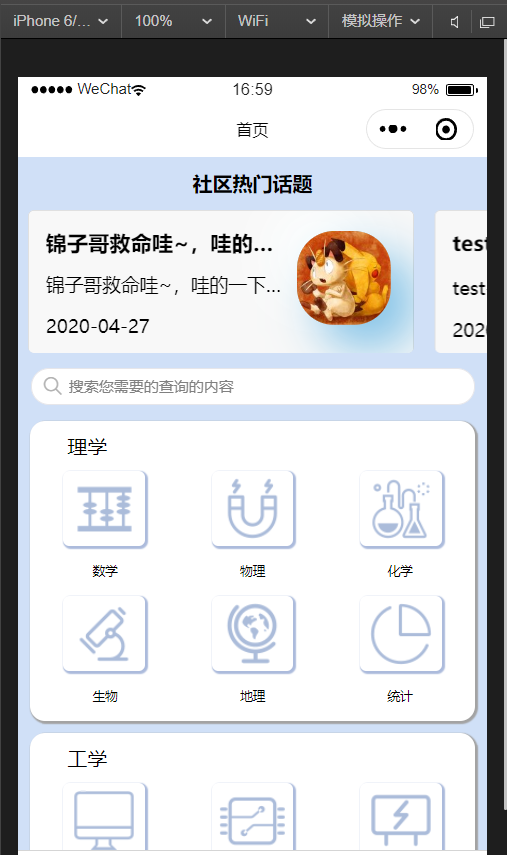 iPhone 6/... 100% WiFi 模拟操作
WeChat 16:59 98%
首页
社区热门话题
锦子哥救命哇~，哇的...
锦子哥救命哇~，哇的一下...
2020-04-27
test
test
2020
搜索您需要的查询的内容
理学
数学 物理 化学
生物 地理 统计
工学